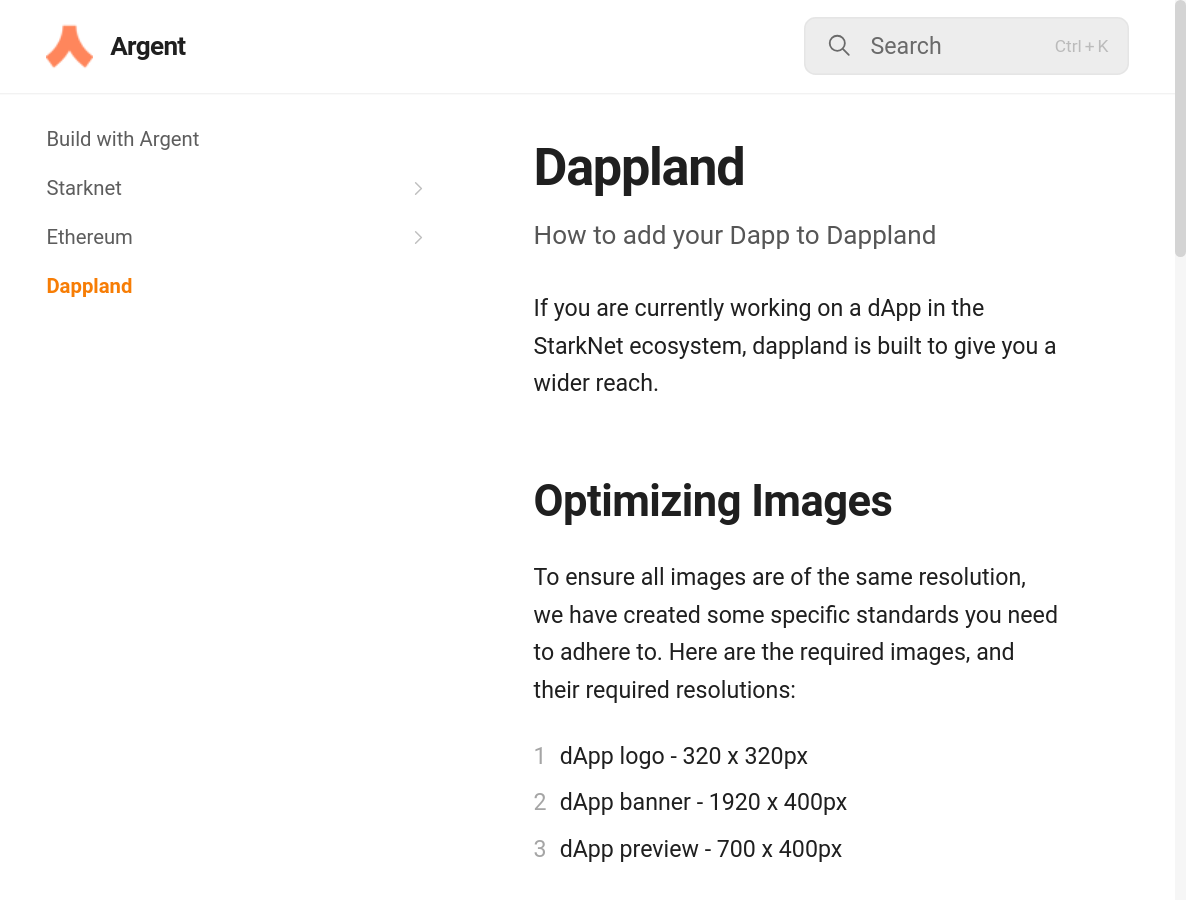 Argent
Search
Ctrl + K
Build with Argent
Starknet
Ethereum
Dappland
Dappland
How to add your Dapp to Dappland
If you are currently working on a dApp in the
StarkNet ecosystem, dappland is built to give you a
wider reach.
Optimizing Images
To ensure all images are of the same resolution,
we have created some specific standards you need
to adhere to. Here are the required images, and
their required resolutions:
1 dApp logo - 320 x 320px
2 dApp banner - 1920 x 400px
3 dApp preview - 700 x 400px